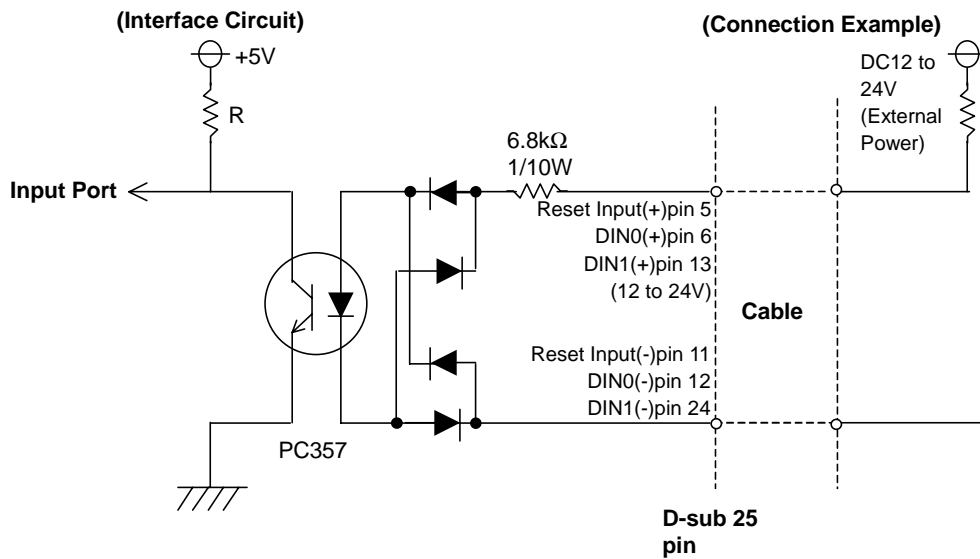 (Interface Circuit)
+5V
R
Input Port
PC357
6.8kΩ
1/10W
Reset Input(+)pin 5
DIN0(+)pin 6
DIN1(+)pin 13
(12 to 24V)
Reset Input(-)pin 11
DIN0(-)pin 12
DIN1(-)pin 24
D-sub 25
pin
Cable
(Connection Example)
DC12 to
24V
(External
Power)